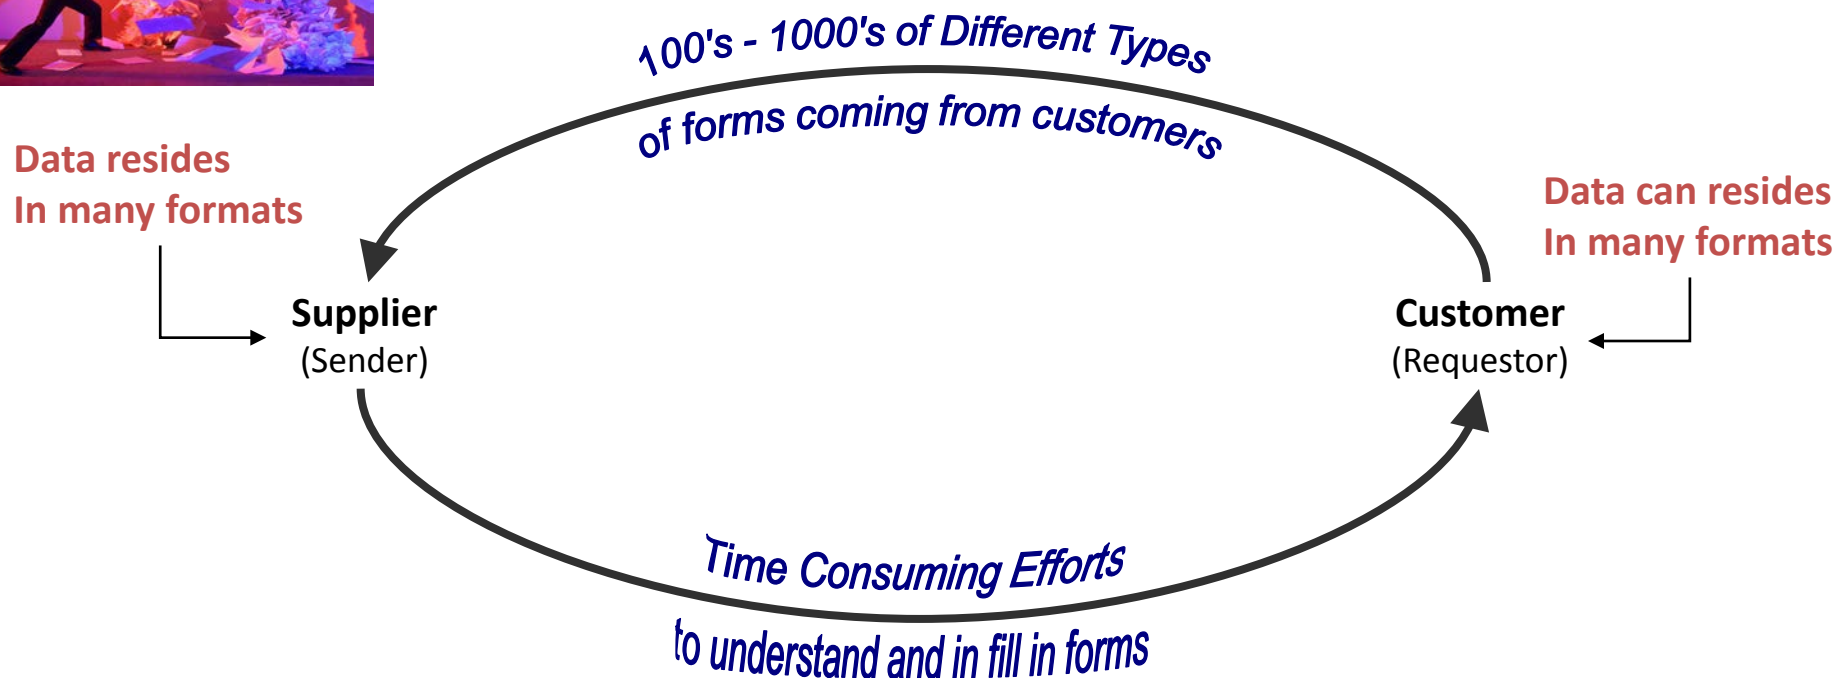 100's - 1000's of Different Types
of forms coming from customers
Data resides
In many formats
Data can resides
In many formats
Supplier
(Sender)
Customer
(Requestor)
Time Consuming Efforts
to understand and in fill in forms